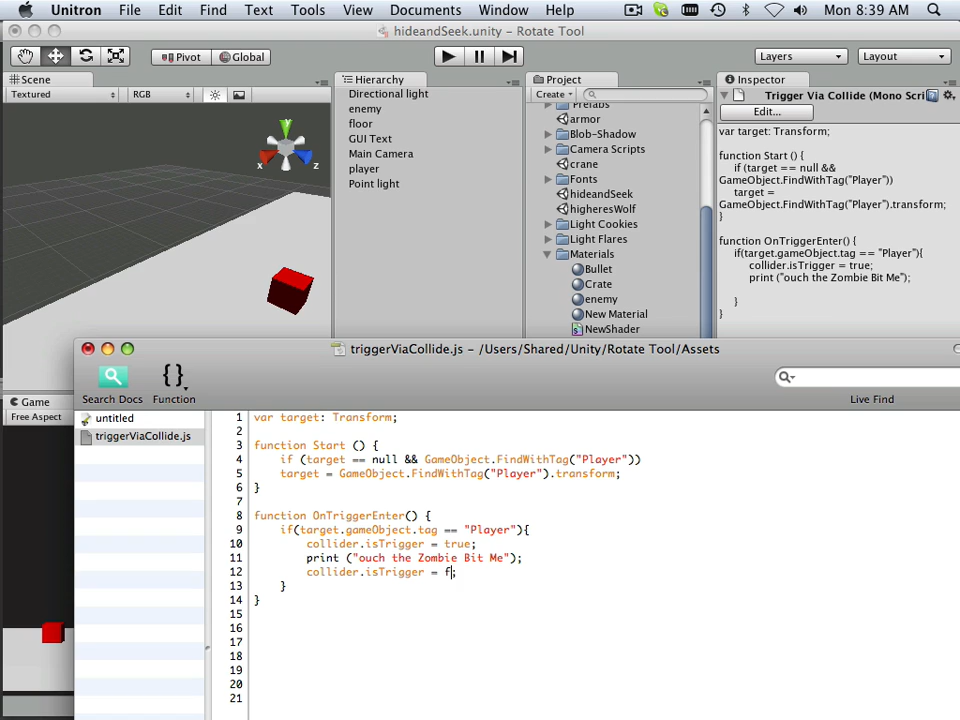 Unitron File Edit Find Text Tools View Documents Window Help Mon 8:39 AM
hideandSeek.unity – Rotate Tool
Pivot Global Layers Layout
Scene
Textured RGB
Hierarchy
Directional light
enemy
floor
GUI Text
Main Camera
player
Point light
Project
Create
Prefabs
armor
Blob-Shadow
Camera Scripts
crane
Fonts
hideandSeek
higheresWolf
Light Cookies
Light Flares
Materials
Bullet
Crate
enemy
New Material
NewShader
Inspector
Trigger Via Collide (Mono Scri
Edit...
var target: Transform;
function Start () {
if (target == null &&
GameObject.FindWithTag("Player"))
target =
GameObject.FindWithTag("Player").transform;
}
function OnTriggerEnter() {
if(target.gameObject.tag == "Player"){
collider.isTrigger = true;
print ("ouch the Zombie Bit Me");
}
}
Game
Free Aspect
triggerViaCollide.js – /Users/Shared/Unity/Rotate Tool/Assets
{}
Search Docs Function Live Find
untitled
triggerViaCollide.js
1 var target: Transform;
2
3 function Start () {
4 if (target == null && GameObject.FindWithTag("Player"))
5 target = GameObject.FindWithTag("Player").transform;
6 }
7
8 function OnTriggerEnter() {
9 if(target.gameObject.tag == "Player"){
10 collider.isTrigger = true;
11 print ("ouch the Zombie Bit Me");
12 collider.isTrigger = f;
13 }
14 }
15
16
17
18
19
20
21
x
z